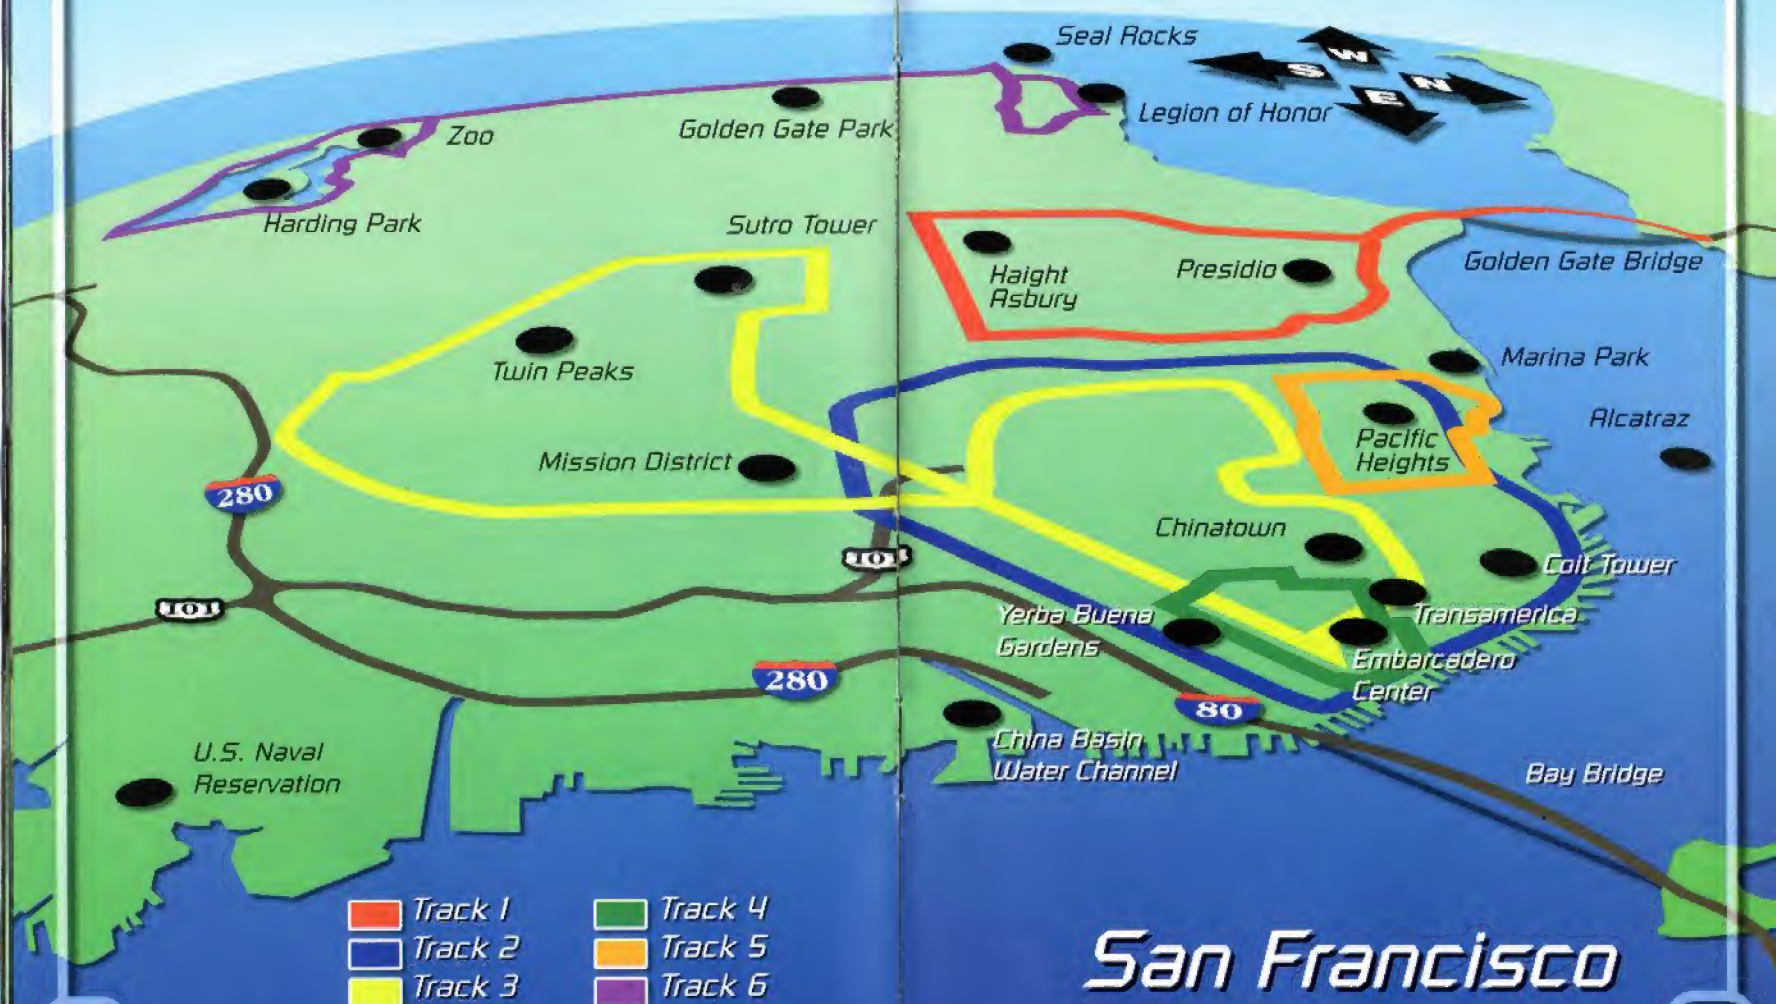 Seal Rocks
W
S
N
E
Legion of Honor
Zoo
Golden Gate Park
Harding Park
Sutro Tower
Haight
Asbury
Presidio
Golden Gate Bridge
Twin Peaks
Marina Park
Alcatraz
Pacific
Heights
Mission District
280
Chinatown
101
Coit Tower
101
Yerba Buena
Gardens
Transamerica
Embarcadero
Center
280
80
China Basin
Water Channel
U.S. Naval
Reservation
Bay Bridge
Track 1
Track 2
Track 3
Track 4
Track 5
Track 6
San Francisco